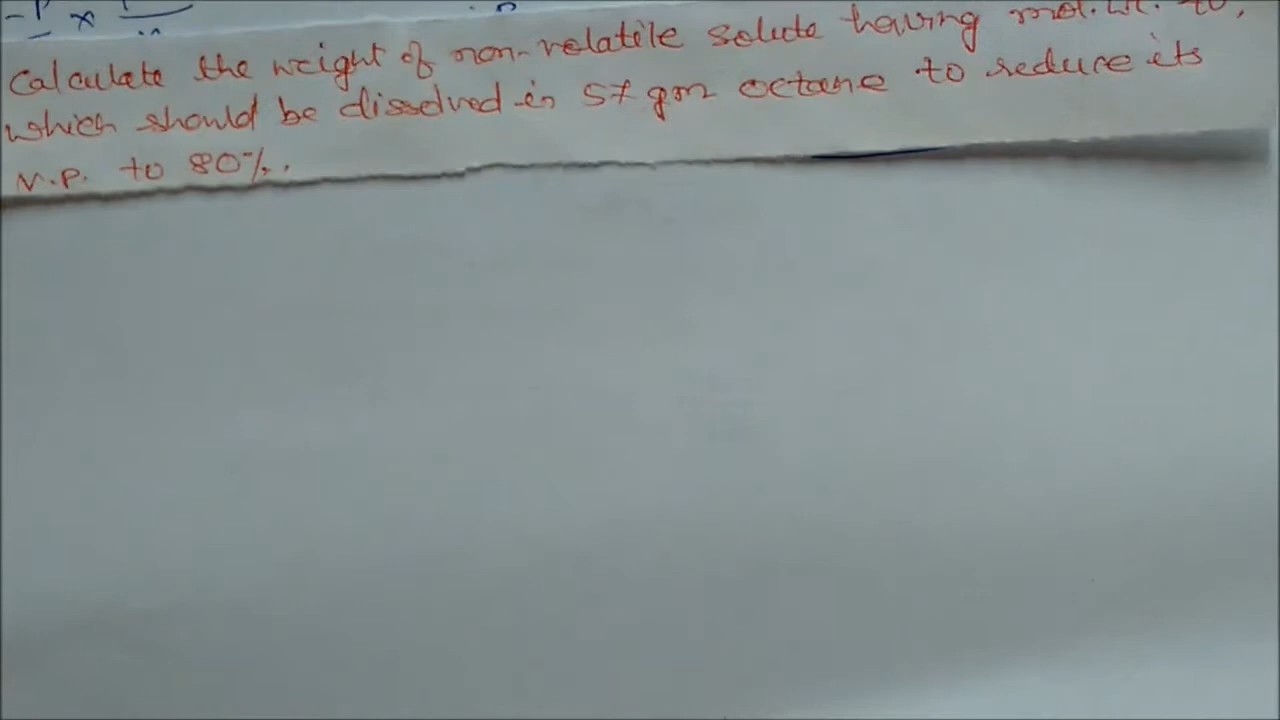 Calculate the weight of non-volatile solute having mol. wt. 40,
which should be dissolved in 57 gm octane to reduce its
V.P. to 80%.